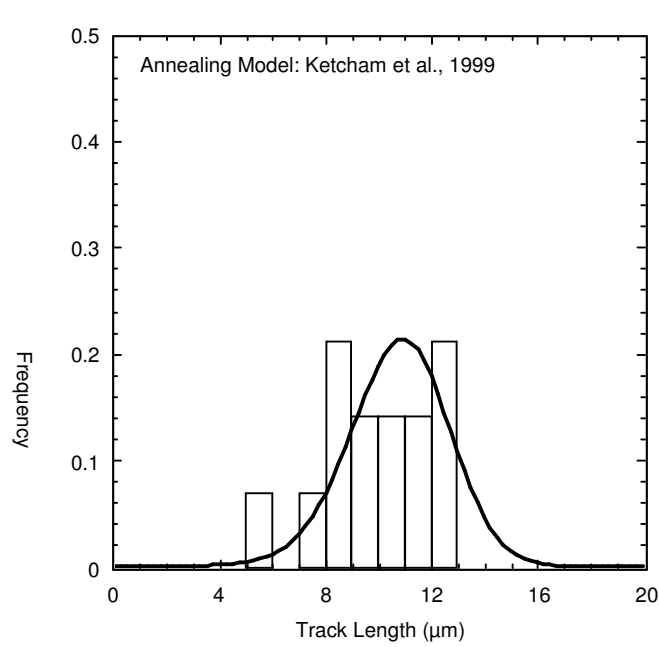 0.5
Annealing Model: Ketcham et al., 1999
0.4
0.3
0.2
Frequency
0.1
0
0 4 8 12 16 20
Track Length (µm)